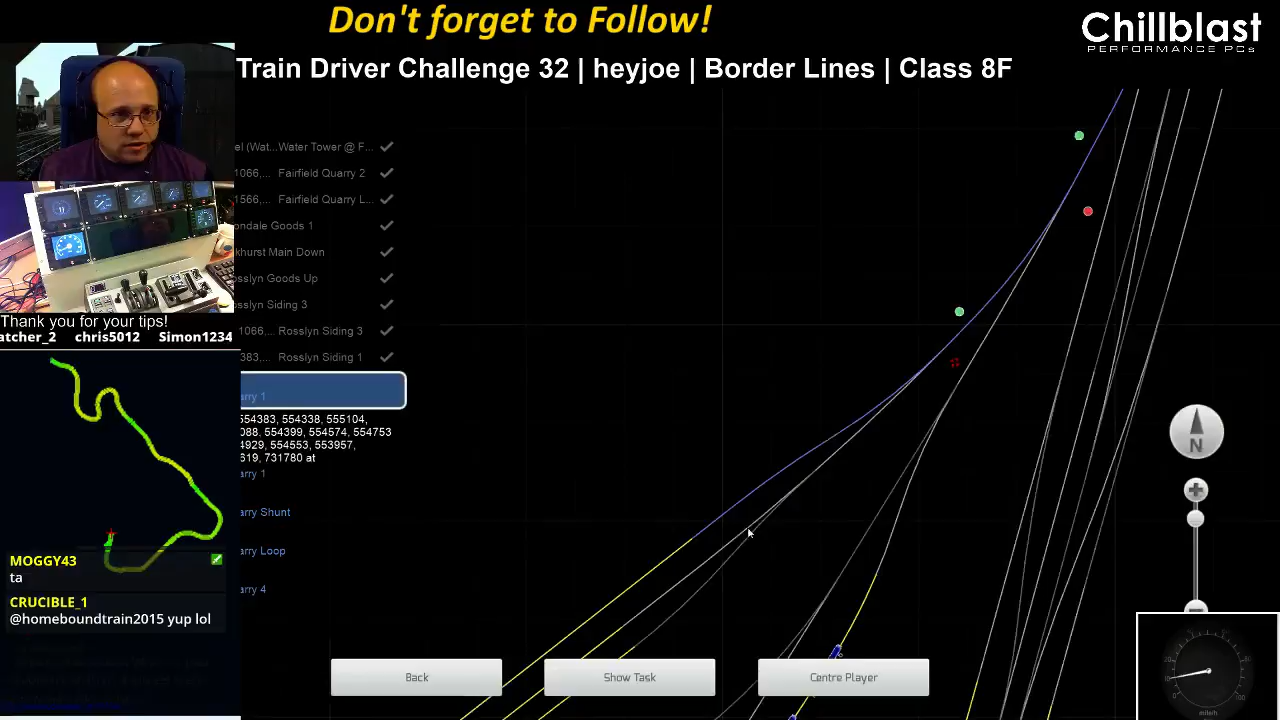 Don't forget to Follow!
Chillblast
PERFORMANCE PCs
Train Driver Challenge 32 | heyjoe | Border Lines | Class 8F
el (Wat...Water Tower @ F...
1066,... Fairfield Quarry 2
1566,... Fairfield Quarry L...
ondale Goods 1
khurst Main Down
sslyn Goods Up
sslyn Siding 3
1066,... Rosslyn Siding 3
383,... Rosslyn Siding 1
arry 1
554383, 554338, 555104,
088, 554399, 554574, 554753
4929, 554553, 553957,
619, 731780 at
arry 1
arry Shunt
arry Loop
arry 4
Thank you for your tips!
atcher_2 chris5012 Simon1234
MOGGY43
ta
CRUCIBLE_1
@homeboundtrain2015 yup lol
N
Back
Show Task
Centre Player